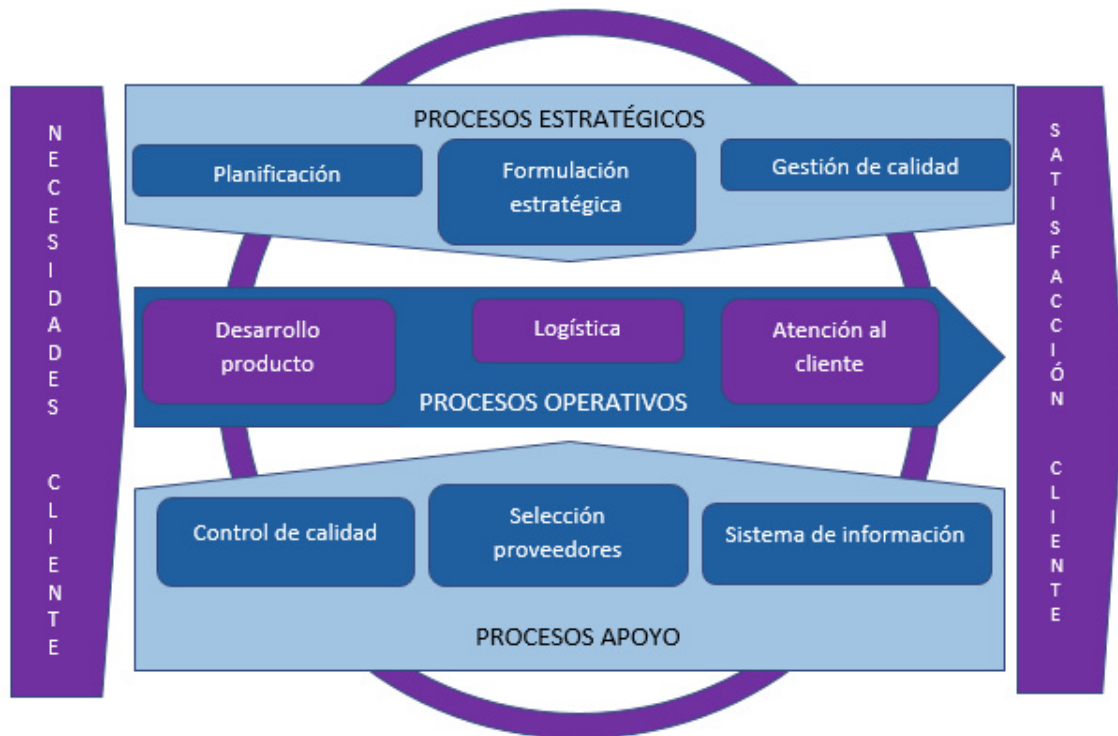 NECESIDADES CLIENTE
PROCESOS ESTRATÉGICOS
Planificación
Formulación
estratégica
Gestión de calidad
Desarrollo
producto
Logística
Atención al
cliente
PROCESOS OPERATIVOS
Control de calidad
Selección
proveedores
Sistema de información
PROCESOS APOYO
SATISFACCIÓN CLIENTE